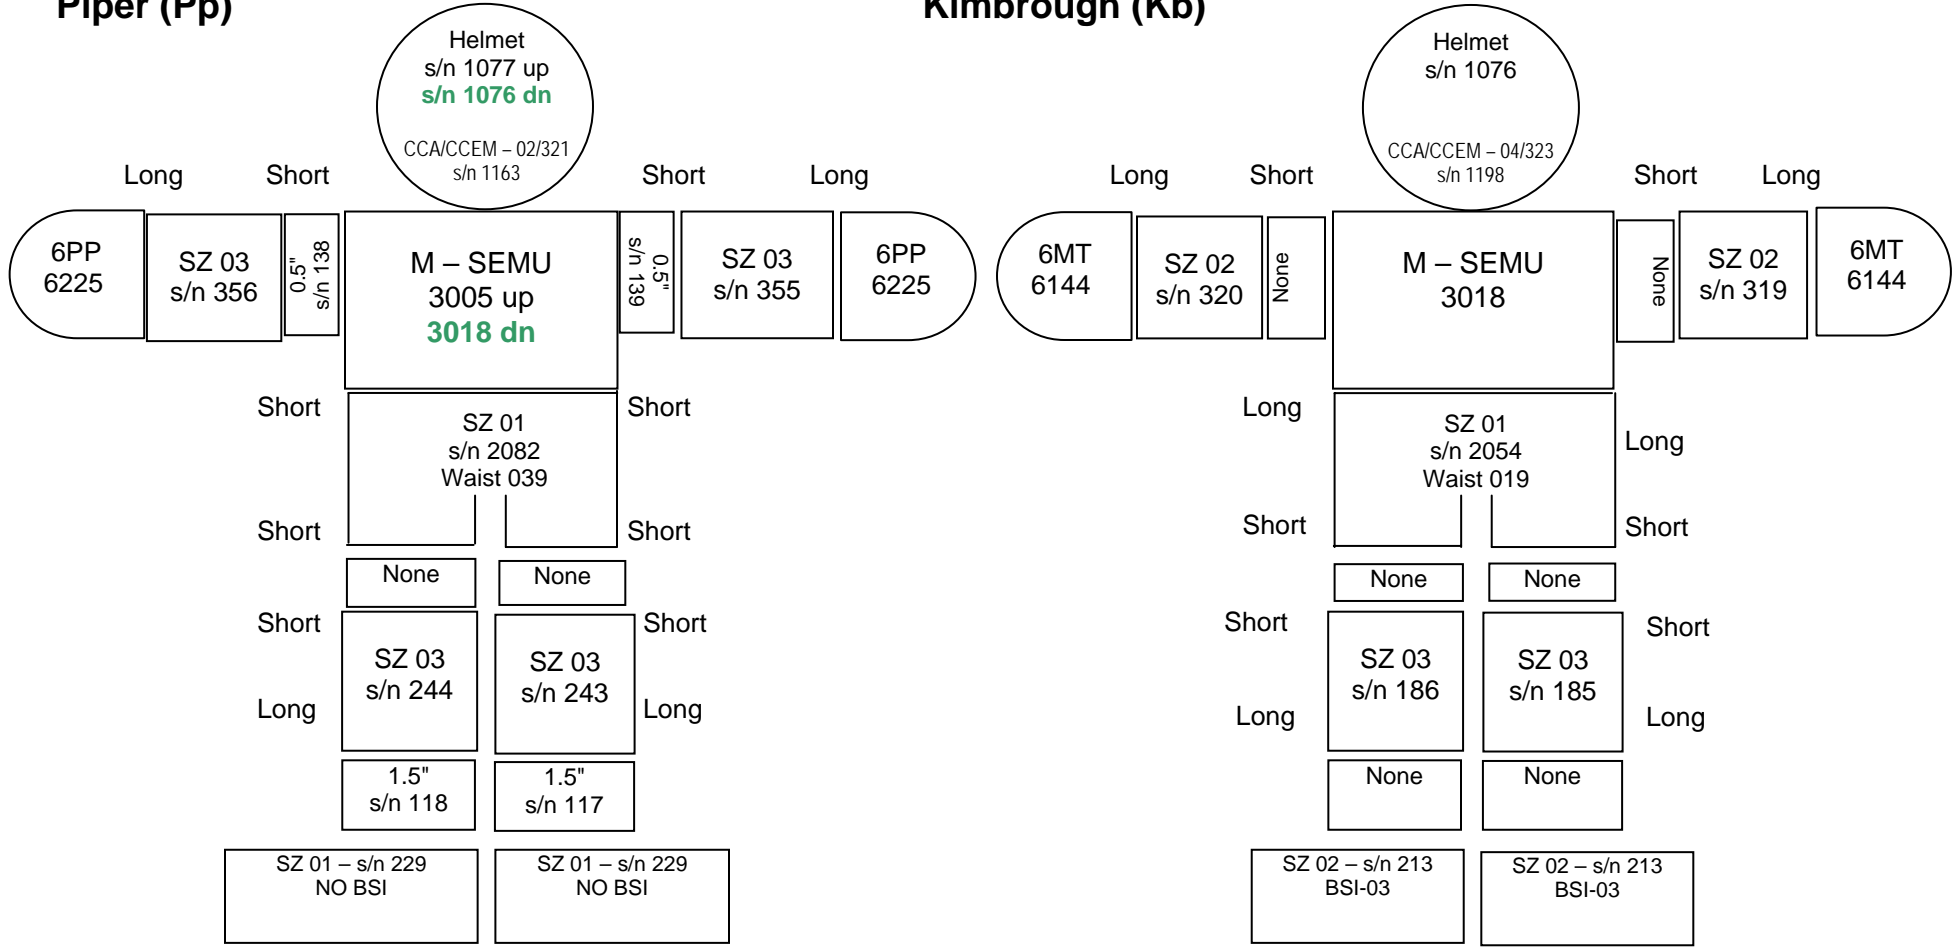 Piper (Pp)
Helmet
s/n 1077 up
s/n 1076 dn
CCA/CCEM – 02/321
s/n 1163
Long
Short
Short
Long
6PP
6225
SZ 03
s/n 356
0.5"
s/n 138
M – SEMU
3005 up
3018 dn
0.5"
s/n 139
SZ 03
s/n 355
6PP
6225
Short
Short
SZ 01
s/n 2082
Waist 039
Short
Short
None
None
Short
Short
SZ 03
s/n 244
SZ 03
s/n 243
Long
Long
1.5"
s/n 118
1.5"
s/n 117
SZ 01 – s/n 229
NO BSI
SZ 01 – s/n 229
NO BSI
Kimbrough (Kb)
Helmet
s/n 1076
CCA/CCEM – 04/323
s/n 1198
Long
Short
Short
Long
6MT
6144
SZ 02
s/n 320
None
M – SEMU
3018
None
SZ 02
s/n 319
6MT
6144
Long
Long
SZ 01
s/n 2054
Waist 019
Short
Short
None
None
Short
Short
SZ 03
s/n 186
SZ 03
s/n 185
Long
Long
None
None
SZ 02 – s/n 213
BSI-03
SZ 02 – s/n 213
BSI-03